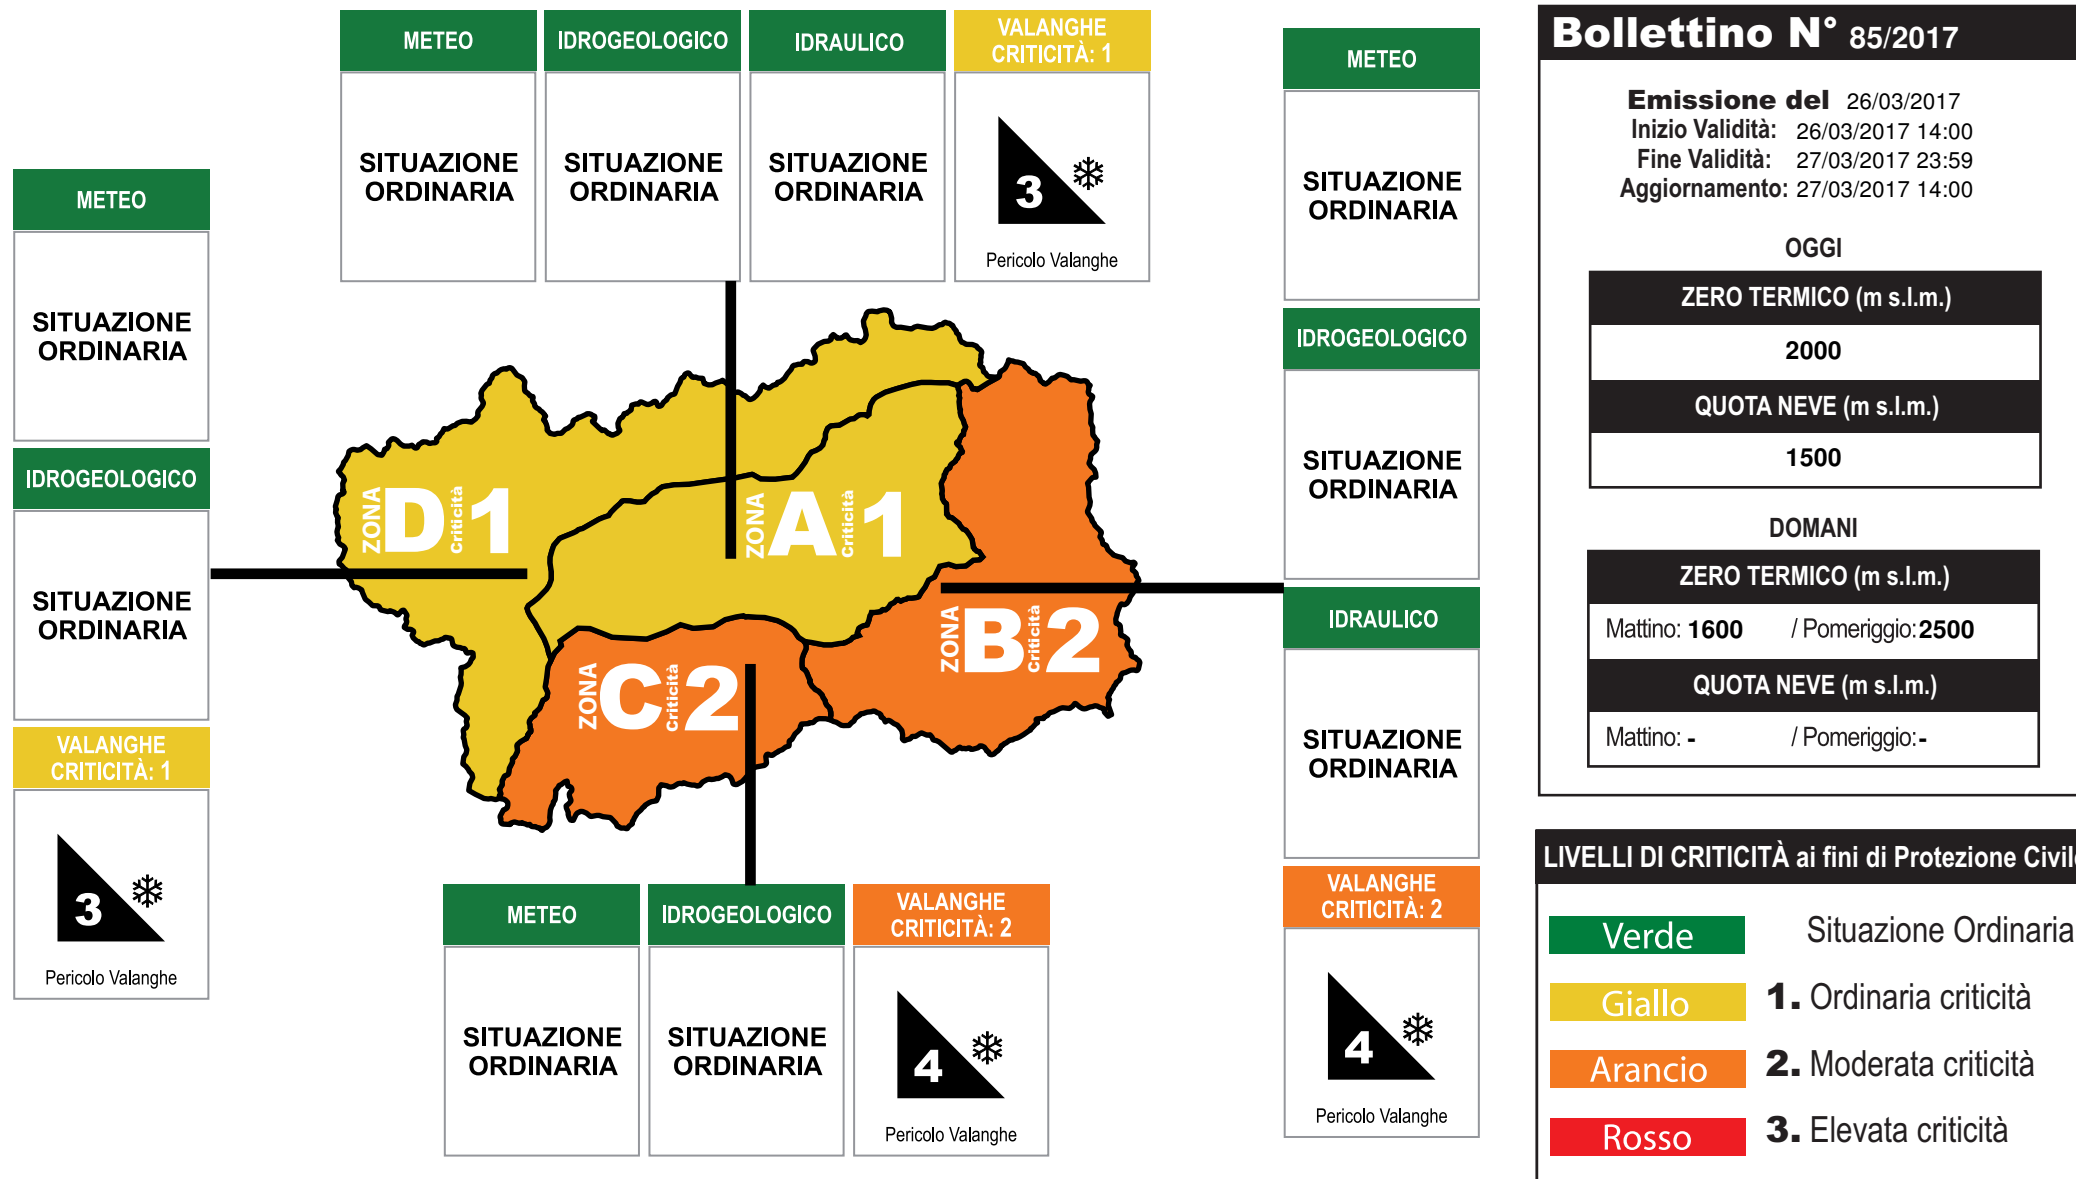 METEO
SITUAZIONE
ORDINARIA
IDROGEOLOGICO
SITUAZIONE
ORDINARIA
IDRAULICO
SITUAZIONE
ORDINARIA
VALANGHE
CRITICITÀ: 1
3
Pericolo Valanghe
METEO
SITUAZIONE
ORDINARIA
IDROGEOLOGICO
SITUAZIONE
ORDINARIA
VALANGHE
CRITICITÀ: 1
3
Pericolo Valanghe
ZONA D Criticità 1
ZONA A Criticità 1
ZONA B Criticità 2
ZONA C Criticità 2
METEO
SITUAZIONE
ORDINARIA
IDROGEOLOGICO
SITUAZIONE
ORDINARIA
VALANGHE
CRITICITÀ: 2
4
Pericolo Valanghe
METEO
SITUAZIONE
ORDINARIA
IDROGEOLOGICO
SITUAZIONE
ORDINARIA
IDRAULICO
SITUAZIONE
ORDINARIA
VALANGHE
CRITICITÀ: 2
4
Pericolo Valanghe
Bollettino N° 85/2017
Emissione del 26/03/2017
Inizio Validità: 26/03/2017 14:00
Fine Validità: 27/03/2017 23:59
Aggiornamento: 27/03/2017 14:00
OGGI
ZERO TERMICO (m s.l.m.)
2000
QUOTA NEVE (m s.l.m.)
1500
DOMANI
ZERO TERMICO (m s.l.m.)
Mattino: 1600 / Pomeriggio: 2500
QUOTA NEVE (m s.l.m.)
Mattino: - / Pomeriggio: -
LIVELLI DI CRITICITÀ ai fini di Protezione Civile
Verde Situazione Ordinaria
Giallo 1. Ordinaria criticità
Arancio 2. Moderata criticità
Rosso 3. Elevata criticità